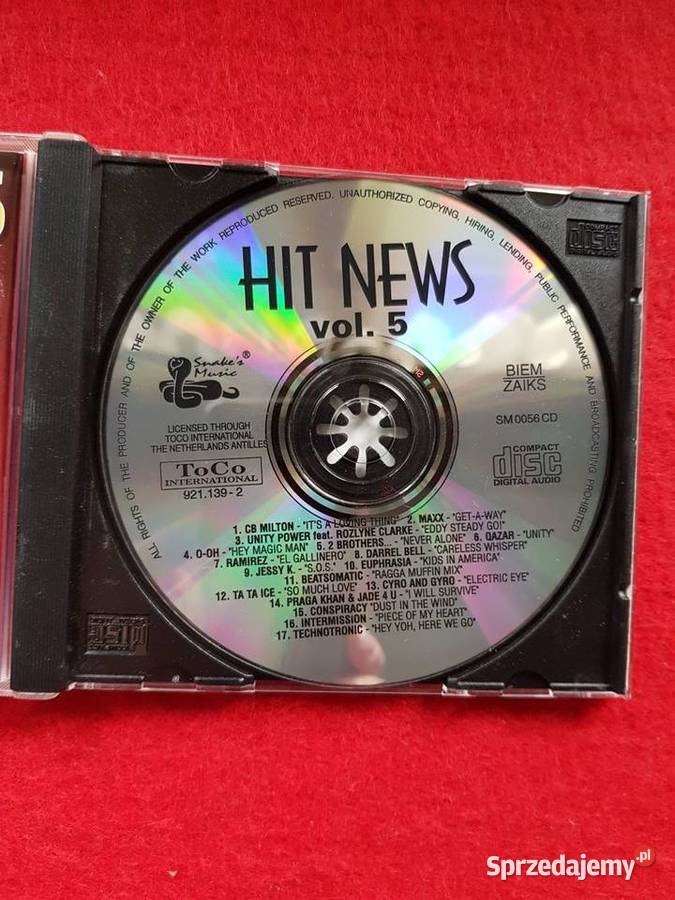 ALL RIGHTS OF THE PRODUCER AND OF THE OWNER OF THE WORK REPRODUCED RESERVED. UNAUTHORIZED COPYING, HIRING, LENDING, PUBLIC PERFORMANCE AND BROADCASTING PROHIBITED
HIT NEWS
vol. 5
Snake's Music ®
BIEM
ZAIKS
LICENSED THROUGH
TOCO INTERNATIONAL
THE NETHERLANDS ANTILLES
SM 0056 CD
ToCo
INTERNATIONAL
921.139 - 2
COMPACT
disc
DIGITAL AUDIO
1. CB MILTON - "IT'S A LOVING THING" 2. MAXX - "GET-A-WAY"
3. UNITY POWER feat. ROZLYNE CLARKE - "EDDY STEADY GO!"
4. O-OH - "HEY MAGIC MAN" 5. 2 BROTHERS... - "NEVER ALONE" 6. QAZAR - "UNITY"
7. RAMIREZ - "EL GALLINERO" 8. DARREL BELL - "CARELESS WHISPER"
9. JESSY K. - "S.O.S." 10. EUPHRASIA - "KIDS IN AMERICA"
11. BEATSOMATIC - "RAGGA MUFFIN MIX"
12. TA TA ICE - "SO MUCH LOVE" 13. CYRO AND GYRO - "ELECTRIC EYE"
14. PRAGA KHAN & JADE 4 U - "I WILL SURVIVE"
15. CONSPIRACY "DUST IN THE WIND"
16. INTERMISSION - "PIECE OF MY HEART"
17. TECHNOTRONIC - "HEY YOH, HERE WE GO"
COMPACT
disc
COMPACT
disc
Sprzedajemy.pl